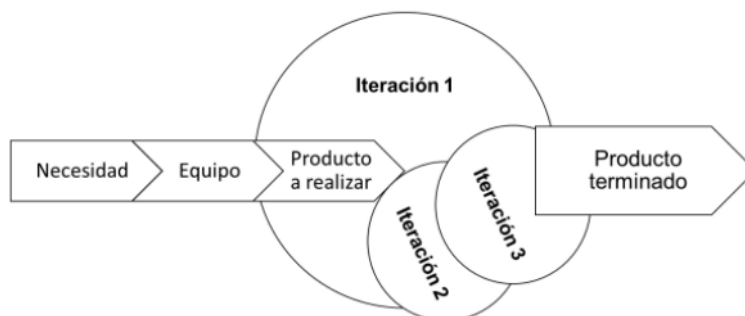 Iteración 1
Necesidad
Equipo
Producto
a realizar
Iteración 2
Iteración 3
Producto
terminado